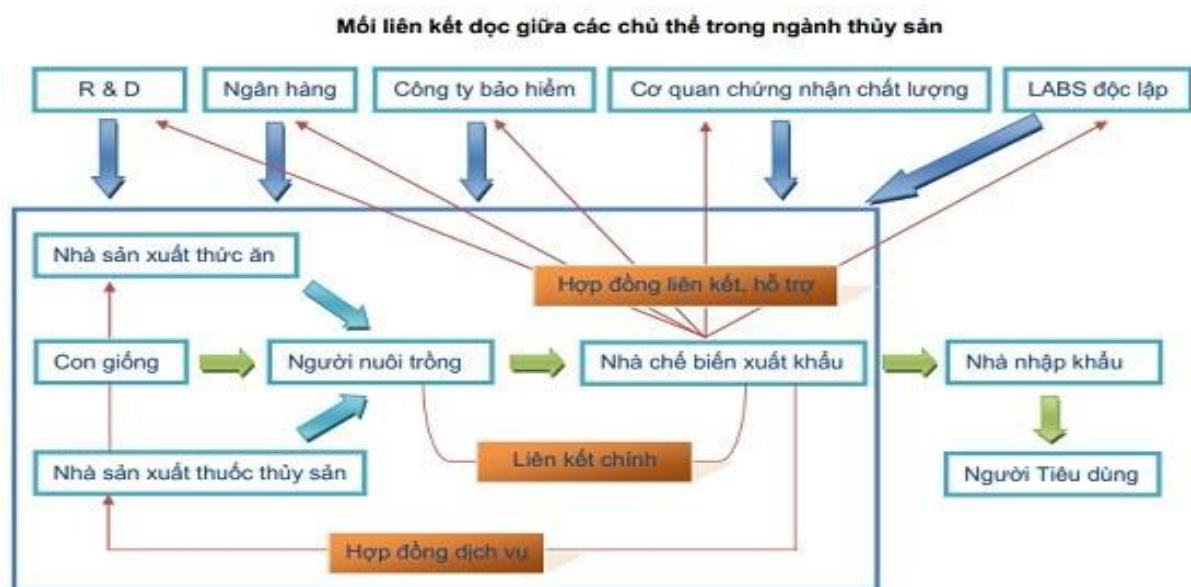 Mối liên kết dọc giữa các chủ thể trong ngành thủy sản
R & D
Ngân hàng
Công ty bảo hiểm
Cơ quan chứng nhận chất lượng
LABS độc lập
Nhà sản xuất thức ăn
Hợp đồng liên kết, hỗ trợ
Con giống
Người nuôi trồng
Nhà chế biến xuất khẩu
Nhà nhập khẩu
Liên kết chính
Nhà sản xuất thuốc thủy sản
Người Tiêu dùng
Hợp đồng dịch vụ